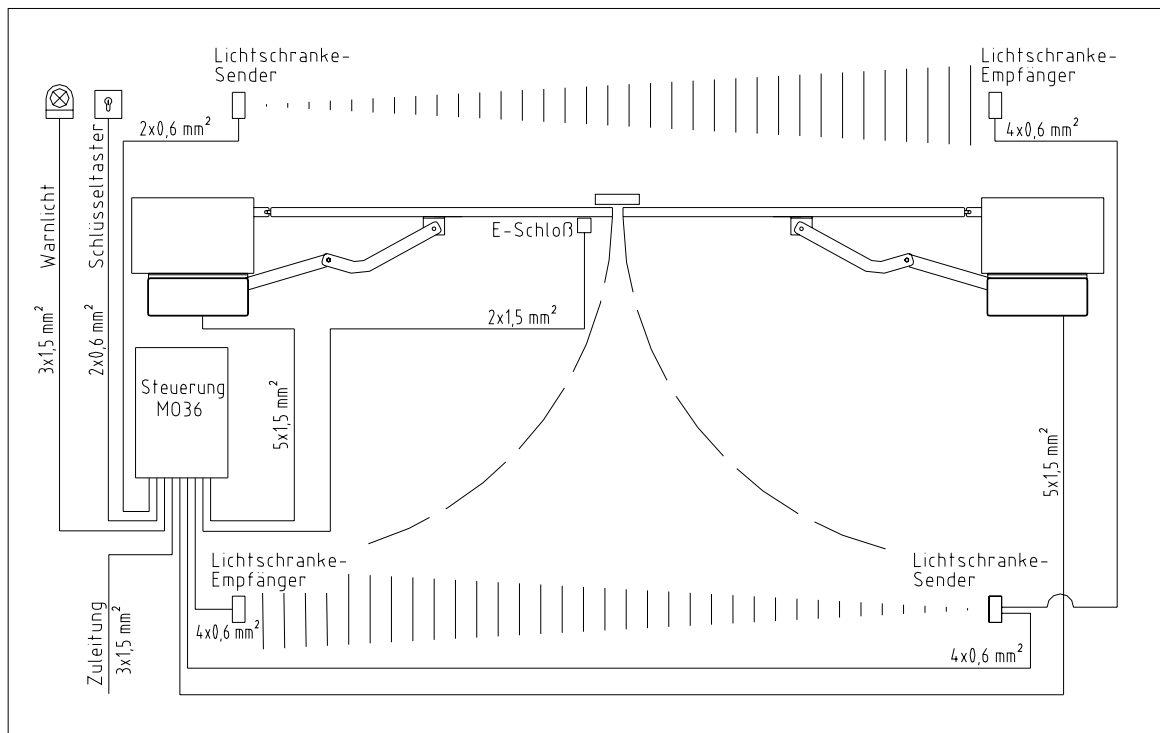 Lichtschranke-
Sender
Lichtschranke-
Empfänger
2x0,6 mm²
4x0,6 mm²
Warnlicht
3x1,5 mm²
Schlüsseltaster
2x0,6 mm²
E-Schloß
2x1,5 mm²
Steuerung
MO36
5x1,5 mm²
5x1,5 mm²
Lichtschranke-
Empfänger
Lichtschranke-
Sender
4x0,6 mm²
4x0,6 mm²
Zuleitung
3x1,5 mm²